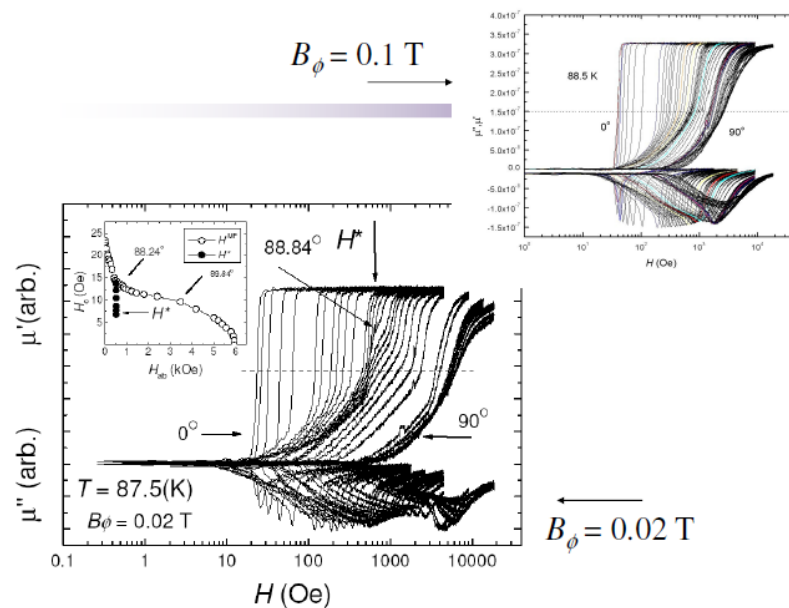 B_ϕ = 0.1 T
4.0x10⁻⁷
3.5x10⁻⁷
3.0x10⁻⁷
2.5x10⁻⁷
2.0x10⁻⁷
1.5x10⁻⁷
1.0x10⁻⁷
5.0x10⁻⁸
0.0
-5.0x10⁻⁸
-1.0x10⁻⁷
-1.5x10⁻⁷
μ'', μ'
88.5 K
0°
90°
10⁰ 10¹ 10² 10³ 10⁴
H (Oe)
25
20
15
10
5
H_c (Oe)
88.24°
89.84°
H*
0 1 2 3 4 5 6
H_ab (kOe)
88.84° H*
μ' (arb.)
μ'' (arb.)
0°
90°
T = 87.5(K)
Bϕ = 0.02 T
0.1 1 10 100 1000 10000
H (Oe)
B_ϕ = 0.02 T